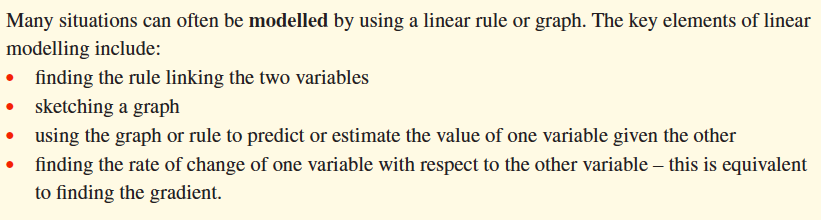 Many situations can often be modelled by using a linear rule or graph. The key elements of linear
modelling include:
• finding the rule linking the two variables
• sketching a graph
• using the graph or rule to predict or estimate the value of one variable given the other
• finding the rate of change of one variable with respect to the other variable – this is equivalent
to finding the gradient.